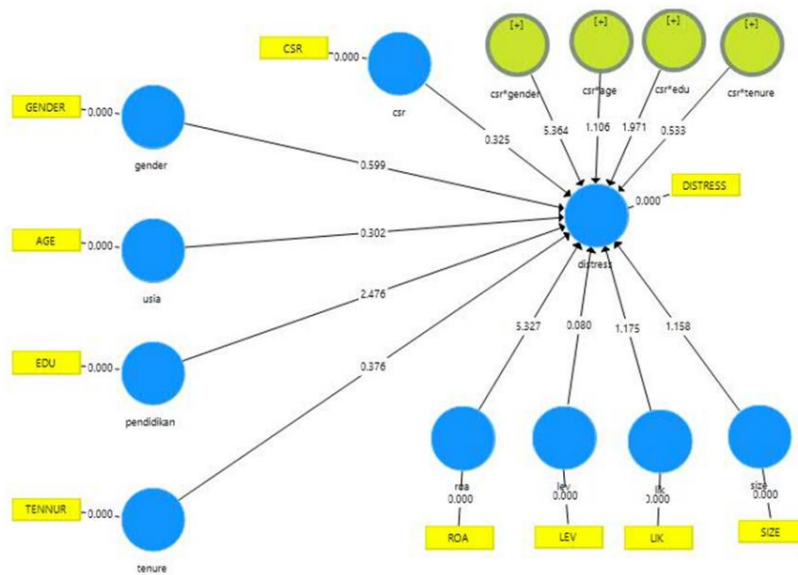 CSR
0.000
csr
[+]
[+]
[+]
[+]
csr*gender
csr*age
csr*edu
csr*tenure
GENDER
0.000
gender
0.325
5.364
1.106
1.971
0.533
0.599
DISTRESS
0.000
distress
AGE
0.000
usia
0.302
EDU
0.000
pendidikan
2.476
TENNUR
0.000
tenure
0.376
5.327
0.080
1.175
1.158
roa
lev
size
0.000
0.000
0.000
0.000
ROA
LEV
LIK
SIZE